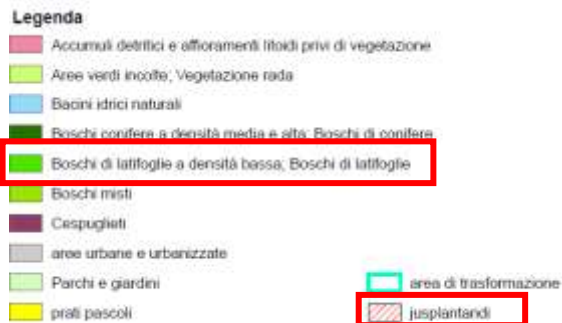 Legenda
Accumuli detritici e affioramenti litoidi privi di vegetazione
Aree verdi incolte; Vegetazione rada
Bacini idrici naturali
Boschi conifere a densità media e alta; Boschi di conifere
Boschi di latifoglie a densità bassa; Boschi di latifoglie
Boschi misti
Cespuglieti
aree urbane e urbanizzate
Parchi e giardini
area di trasformazione
prati pascoli
jusplantandi